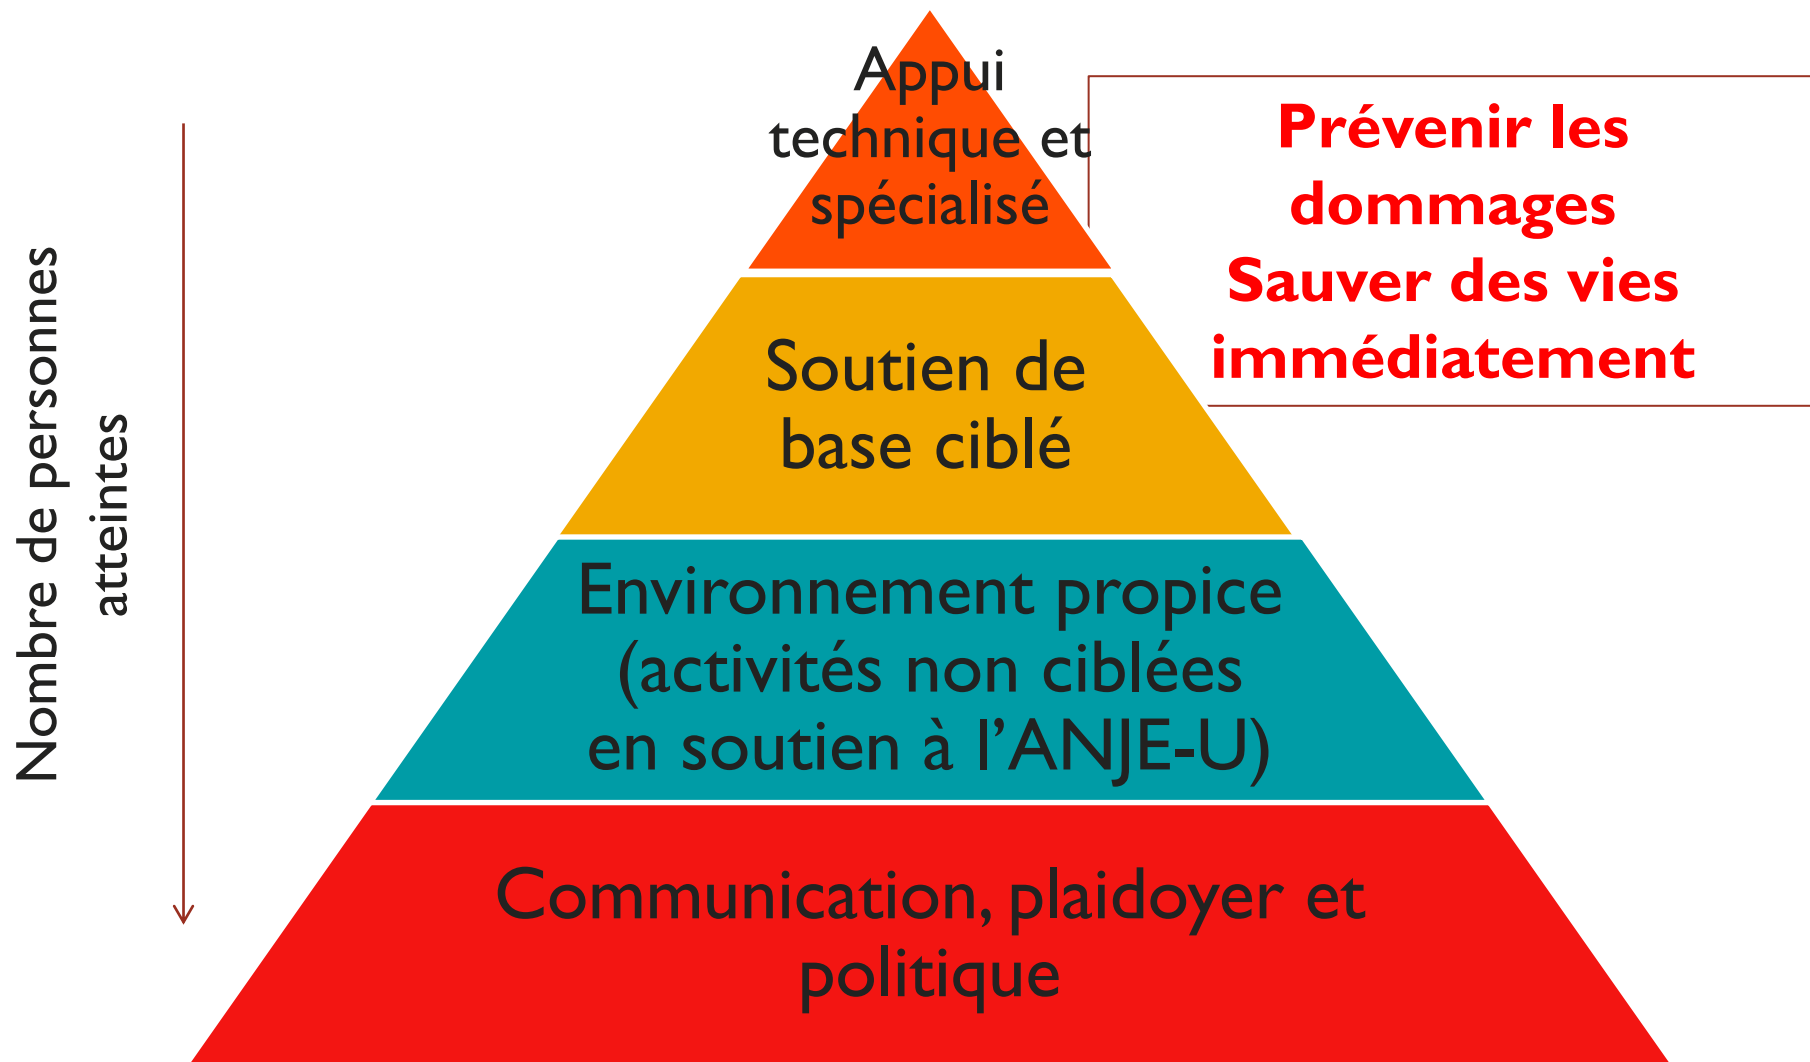 Appui
technique et
spécialisé
Prévenir les
dommages
Sauver des vies
immédiatement
Nombre de personnes
atteintes
Soutien de
base ciblé
Environnement propice
(activités non ciblées
en soutien à l’ANJE-U)
Communication, plaidoyer et
politique